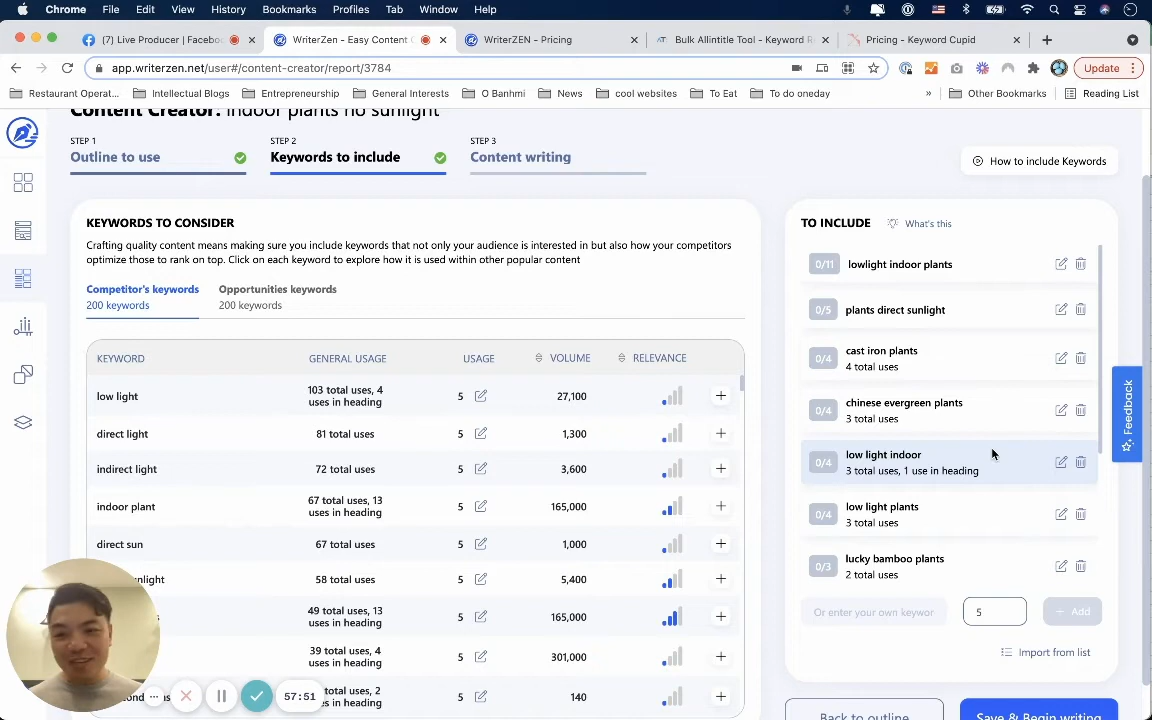 Chrome File Edit View History Bookmarks Profiles Tab Window Help
(7) Live Producer | Faceboo
WriterZen - Easy Content C
WriterZEN - Pricing
Bulk Allintitle Tool - Keyword R
Pricing - Keyword Cupid
app.writerzen.net/user#/content-creator/report/3784
Update
Restaurant Operat... Intellectual Blogs Entrepreneurship General Interests O Banhmi News cool websites To Eat To do oneday » Other Bookmarks Reading List
Content Creator: indoor plants no sunlight
STEP 1
Outline to use
STEP 2
Keywords to include
STEP 3
Content writing
How to include Keywords
KEYWORDS TO CONSIDER
Crafting quality content means making sure you include keywords that not only your audience is interested in but also how your competitors
optimize those to rank on top. Click on each keyword to explore how it is used within other popular content
Competitor's keywords
200 keywords
Opportunities keywords
200 keywords
KEYWORD GENERAL USAGE USAGE VOLUME RELEVANCE
low light 103 total uses, 4 uses in heading 5 27,100
direct light 81 total uses 5 1,300
indirect light 72 total uses 5 3,600
indoor plant 67 total uses, 13 uses in heading 5 165,000
direct sun 67 total uses 5 1,000
nlight 58 total uses 5 5,400
49 total uses, 13 uses in heading 5 165,000
39 total uses, 4 uses in heading 5 301,000
total uses, 2 5 140
57:51
TO INCLUDE
What's this
0/11 lowlight indoor plants
0/5 plants direct sunlight
0/4 cast iron plants
4 total uses
0/4 chinese evergreen plants
3 total uses
0/4 low light indoor
3 total uses, 1 use in heading
0/4 low light plants
3 total uses
0/3 lucky bamboo plants
2 total uses
Or enter your own keywor
5
+ Add
Import from list
Back to outline
Save & Begin writing
Feedback